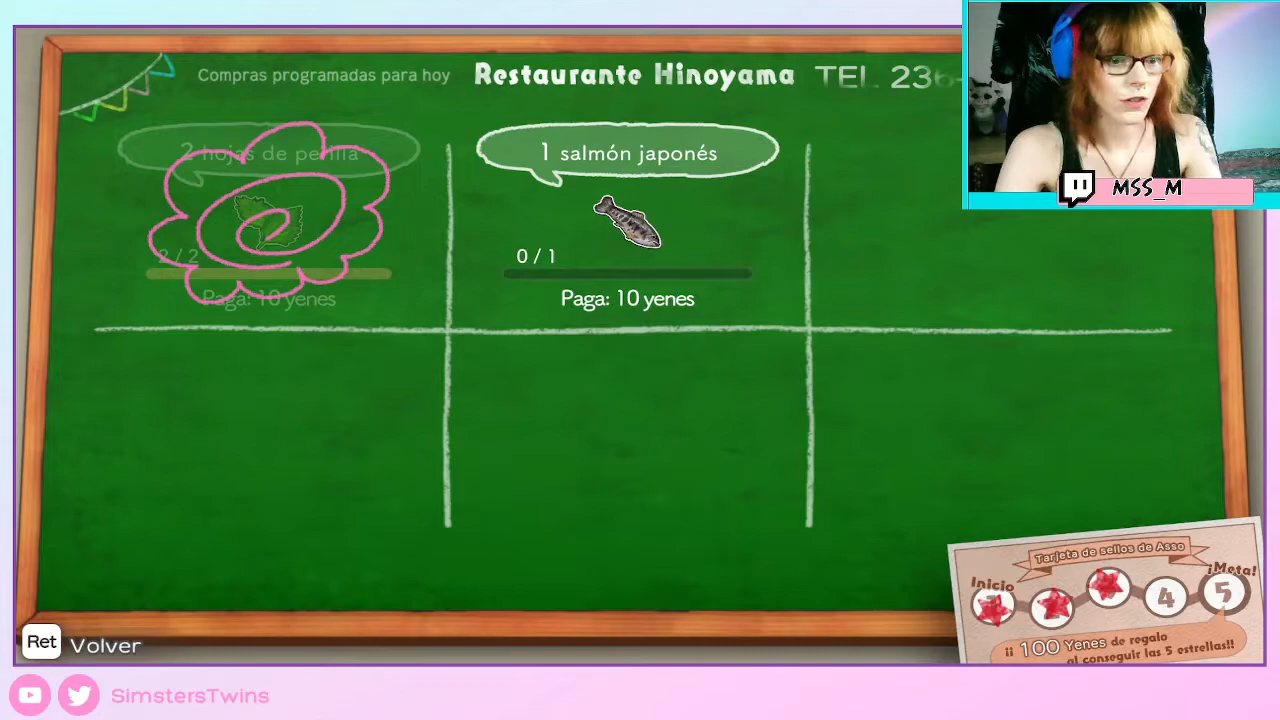 Compras programadas para hoy Restaurante Hinoyama TEL. 236-
2 hojas de perilla
2 / 2
Paga: 10 yenes
1 salmón japonés
0 / 1
Paga: 10 yenes
MSS_M
Tarjeta de sellos de Asso
Inicio
4
5
¡Meta!
¡¡ 100 Yenes de regalo
al conseguir las 5 estrellas!!
Ret Volver
SimstersTwins